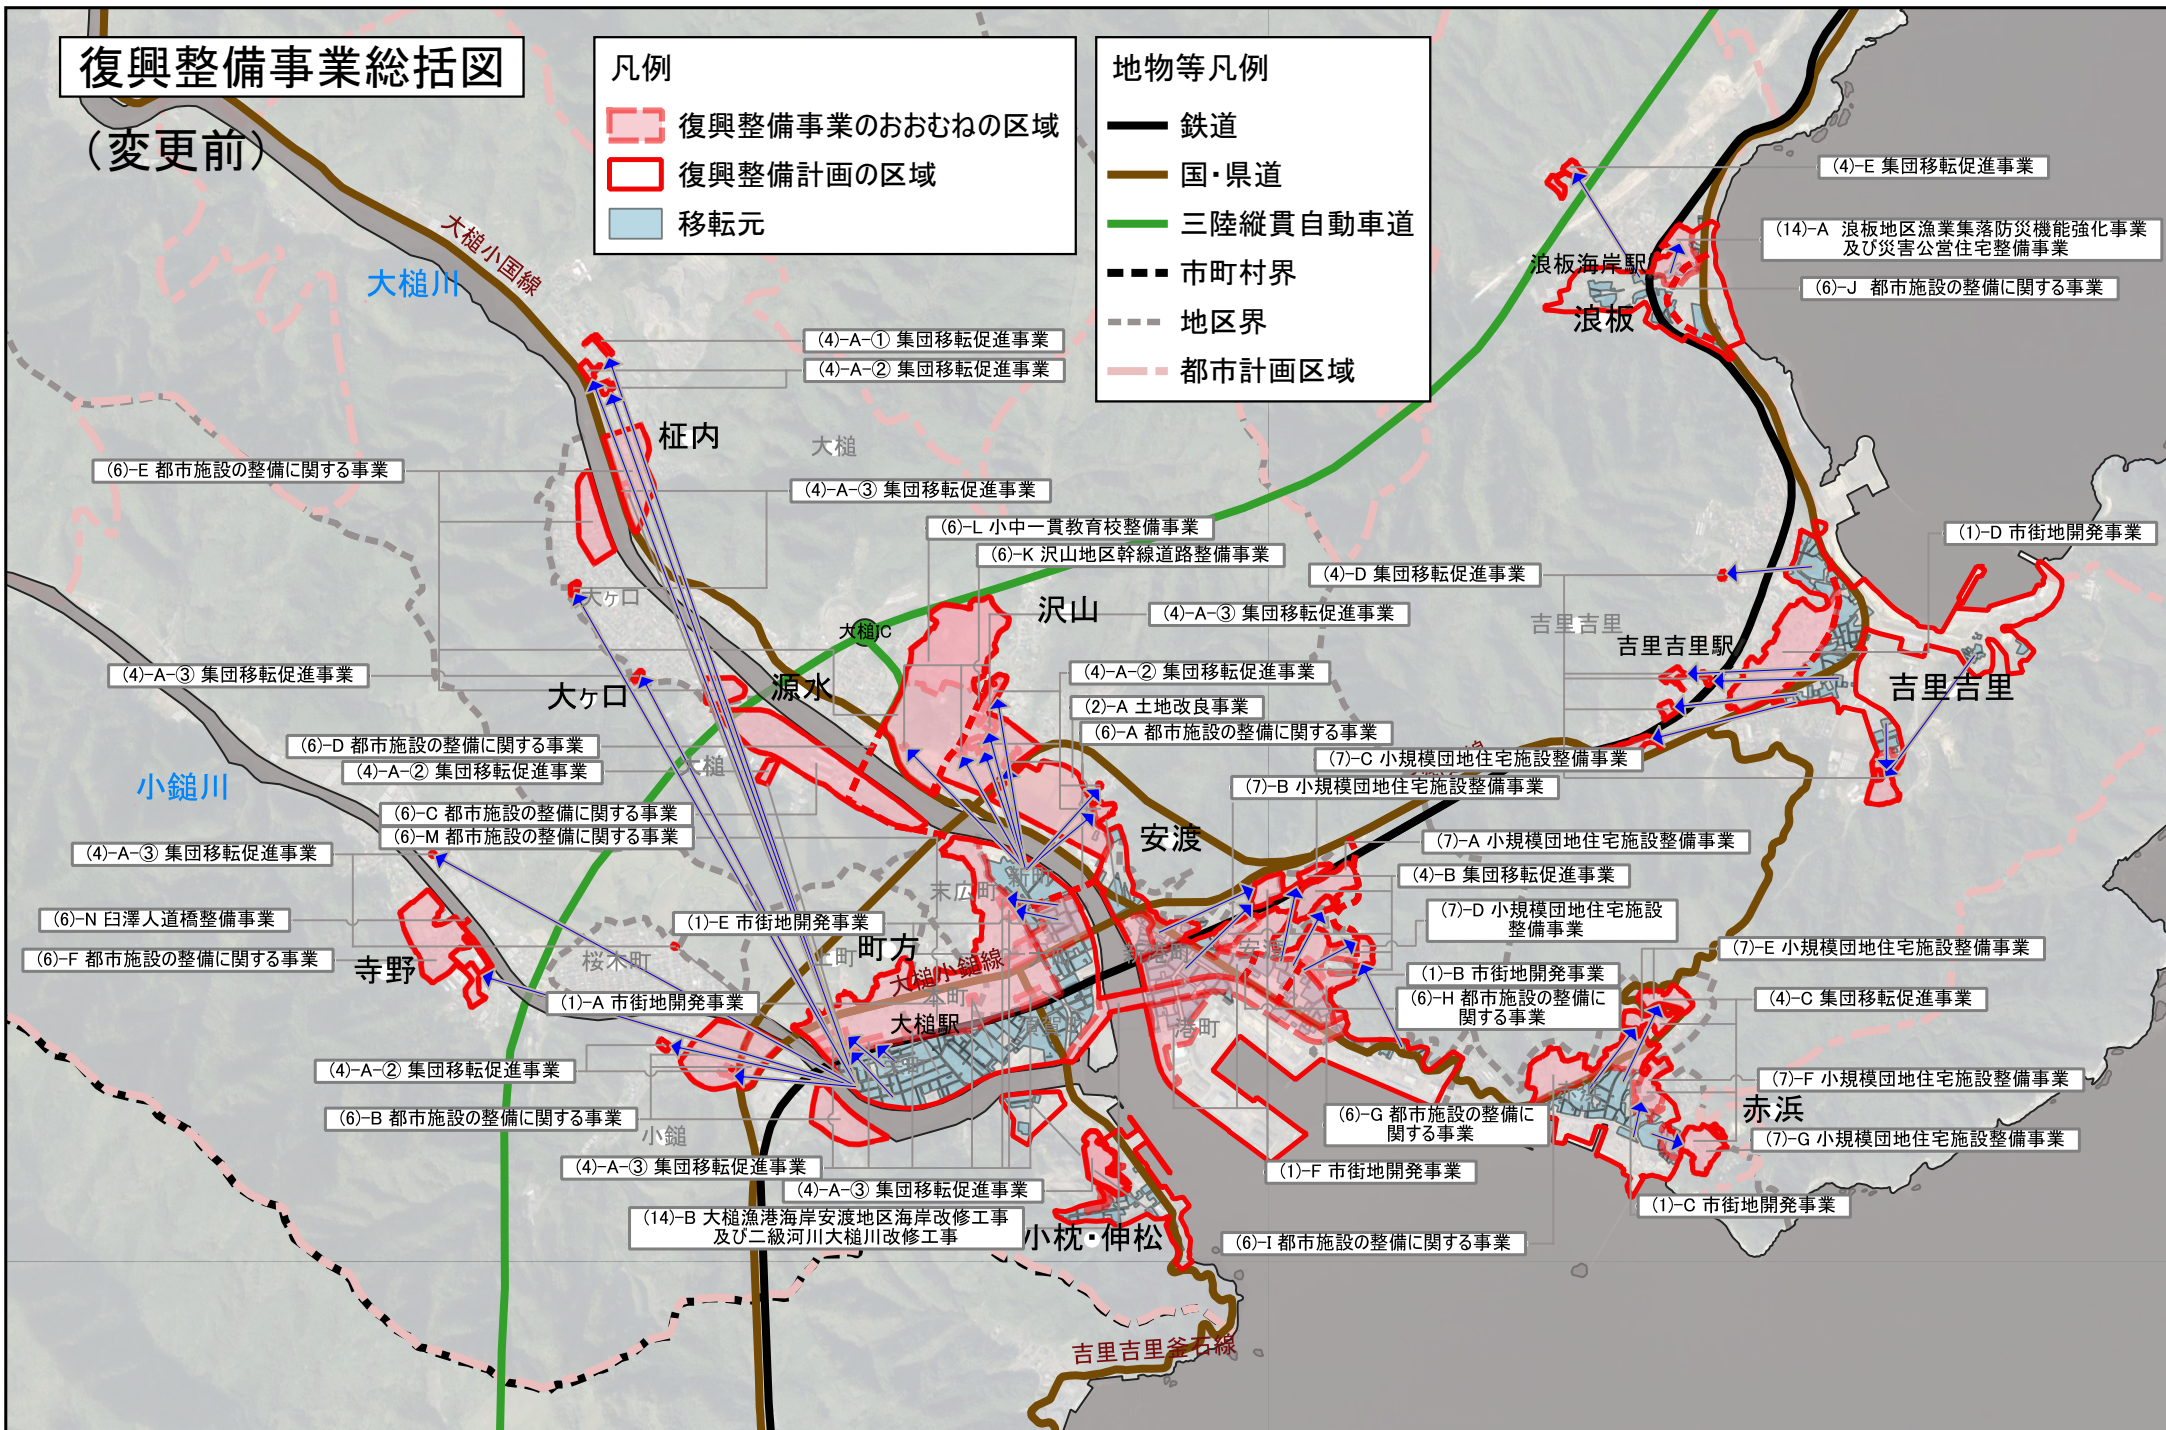 復興整備事業総括図
（変更前）
凡例
復興整備事業のおおむねの区域
復興整備計画の区域
移転元
地物等凡例
鉄道
国・県道
三陸縦貫自動車道
市町村界
地区界
都市計画区域
(4)-E 集団移転促進事業
(14)-A 浪板地区漁業集落防災機能強化事業
及び災害公営住宅整備事業
(6)-J 都市施設の整備に関する事業
浪板海岸駅
浪板
大槌小国線
大槌川
(4)-A-① 集団移転促進事業
(4)-A-② 集団移転促進事業
柾内
大槌
(6)-E 都市施設の整備に関する事業
(4)-A-③ 集団移転促進事業
(6)-L 小中一貫教育校整備事業
(6)-K 沢山地区幹線道路整備事業
(1)-D 市街地開発事業
(4)-D 集団移転促進事業
大ヶ口
沢山
(4)-A-③ 集団移転促進事業
吉里吉里
大槌IC
吉里吉里駅
(4)-A-③ 集団移転促進事業
(4)-A-② 集団移転促進事業
大ヶ口
源水
吉里吉里
(2)-A 土地改良事業
(6)-A 都市施設の整備に関する事業
(6)-D 都市施設の整備に関する事業
(7)-C 小規模団地住宅施設整備事業
(4)-A-② 集団移転促進事業
大槌
小鎚川
(7)-B 小規模団地住宅施設整備事業
(6)-C 都市施設の整備に関する事業
(6)-M 都市施設の整備に関する事業
安渡
(7)-A 小規模団地住宅施設整備事業
(4)-A-③ 集団移転促進事業
(4)-B 集団移転促進事業
新町
末広町
(6)-N 臼澤人道橋整備事業
(1)-E 市街地開発事業
(7)-D 小規模団地住宅施設
整備事業
町方
上町
新港町
安渡
(7)-E 小規模団地住宅施設整備事業
(6)-F 都市施設の整備に関する事業
寺野
桜木町
大槌小鎚線
(1)-B 市街地開発事業
(1)-A 市街地開発事業
本町
(6)-H 都市施設の整備に
関する事業
(4)-C 集団移転促進事業
大槌駅
須賀町
港町
(4)-A-② 集団移転促進事業
(7)-F 小規模団地住宅施設整備事業
赤浜
赤浜
(6)-B 都市施設の整備に関する事業
小鎚
(6)-G 都市施設の整備に
関する事業
(7)-G 小規模団地住宅施設整備事業
(4)-A-③ 集団移転促進事業
(1)-F 市街地開発事業
(4)-A-③ 集団移転促進事業
(1)-C 市街地開発事業
(14)-B 大槌漁港海岸安渡地区海岸改修工事
及び二級河川大槌川改修工事
小枕・伸松
(6)-I 都市施設の整備に関する事業
吉里吉里釜石線